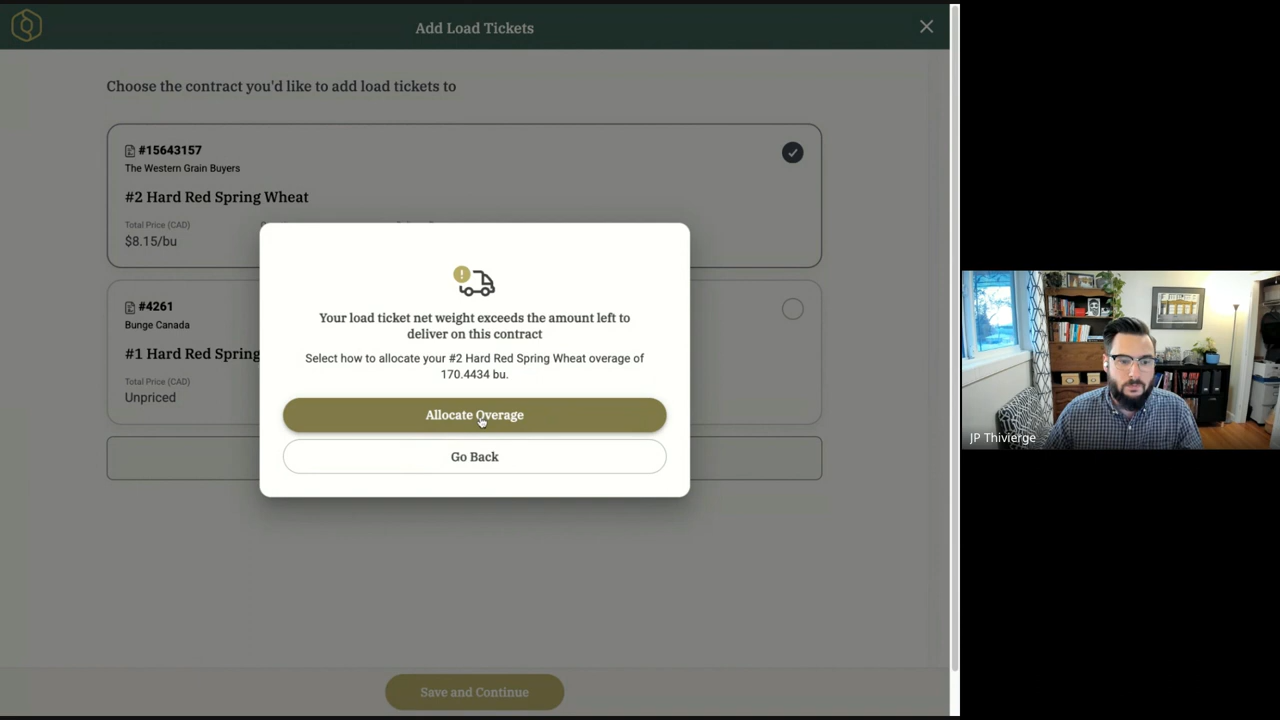 Add Load Tickets
Choose the contract you'd like to add load tickets to
#15643157
The Western Grain Buyers
#2 Hard Red Spring Wheat
Total Price (CAD)
$8.15/bu
#4261
Bunge Canada
#1 Hard Red Spring
Total Price (CAD)
Unpriced
Your load ticket net weight exceeds the amount left to
deliver on this contract
Select how to allocate your #2 Hard Red Spring Wheat overage of
170.4434 bu.
Allocate Overage
Go Back
Save and Continue
JP Thivierge